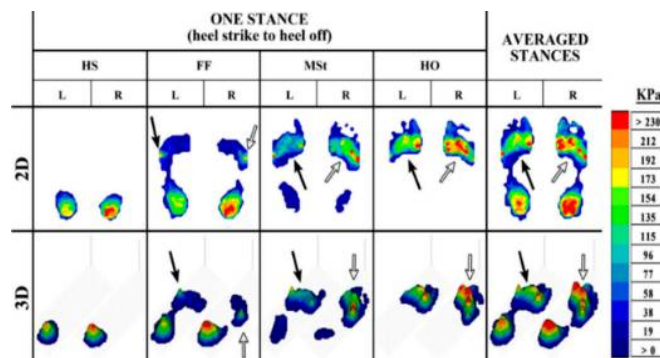 ONE STANCE
(heel strike to heel off)
AVERAGED
STANCES
HS
FF
MSt
HO
L
R
L
R
L
R
L
R
L
R
2D
3D
KPa
> 230
212
192
173
154
135
115
96
77
58
38
19
> 0